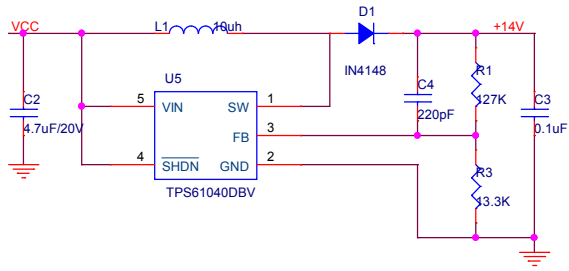 D1
VCC
L1
10uh
+14V
IN4148
R1
U5
C4
C2
5
VIN
SW
1
127K
C3
4.7uF/20V
220pF
0.1uF
FB
3
4
SHDN
GND
2
R3
TPS61040DBV
13.3K